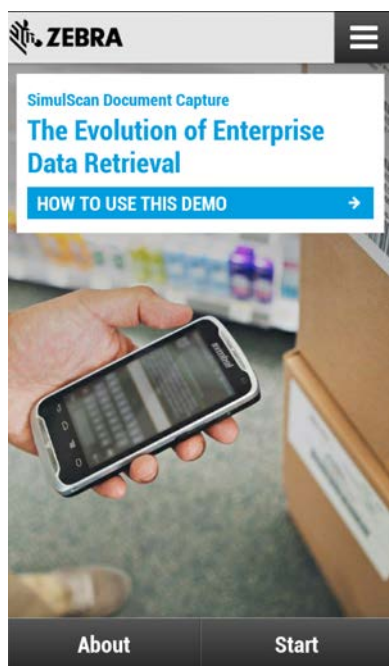 ZEBRA
SimulScan Document Capture
The Evolution of Enterprise
Data Retrieval
HOW TO USE THIS DEMO
About
Start